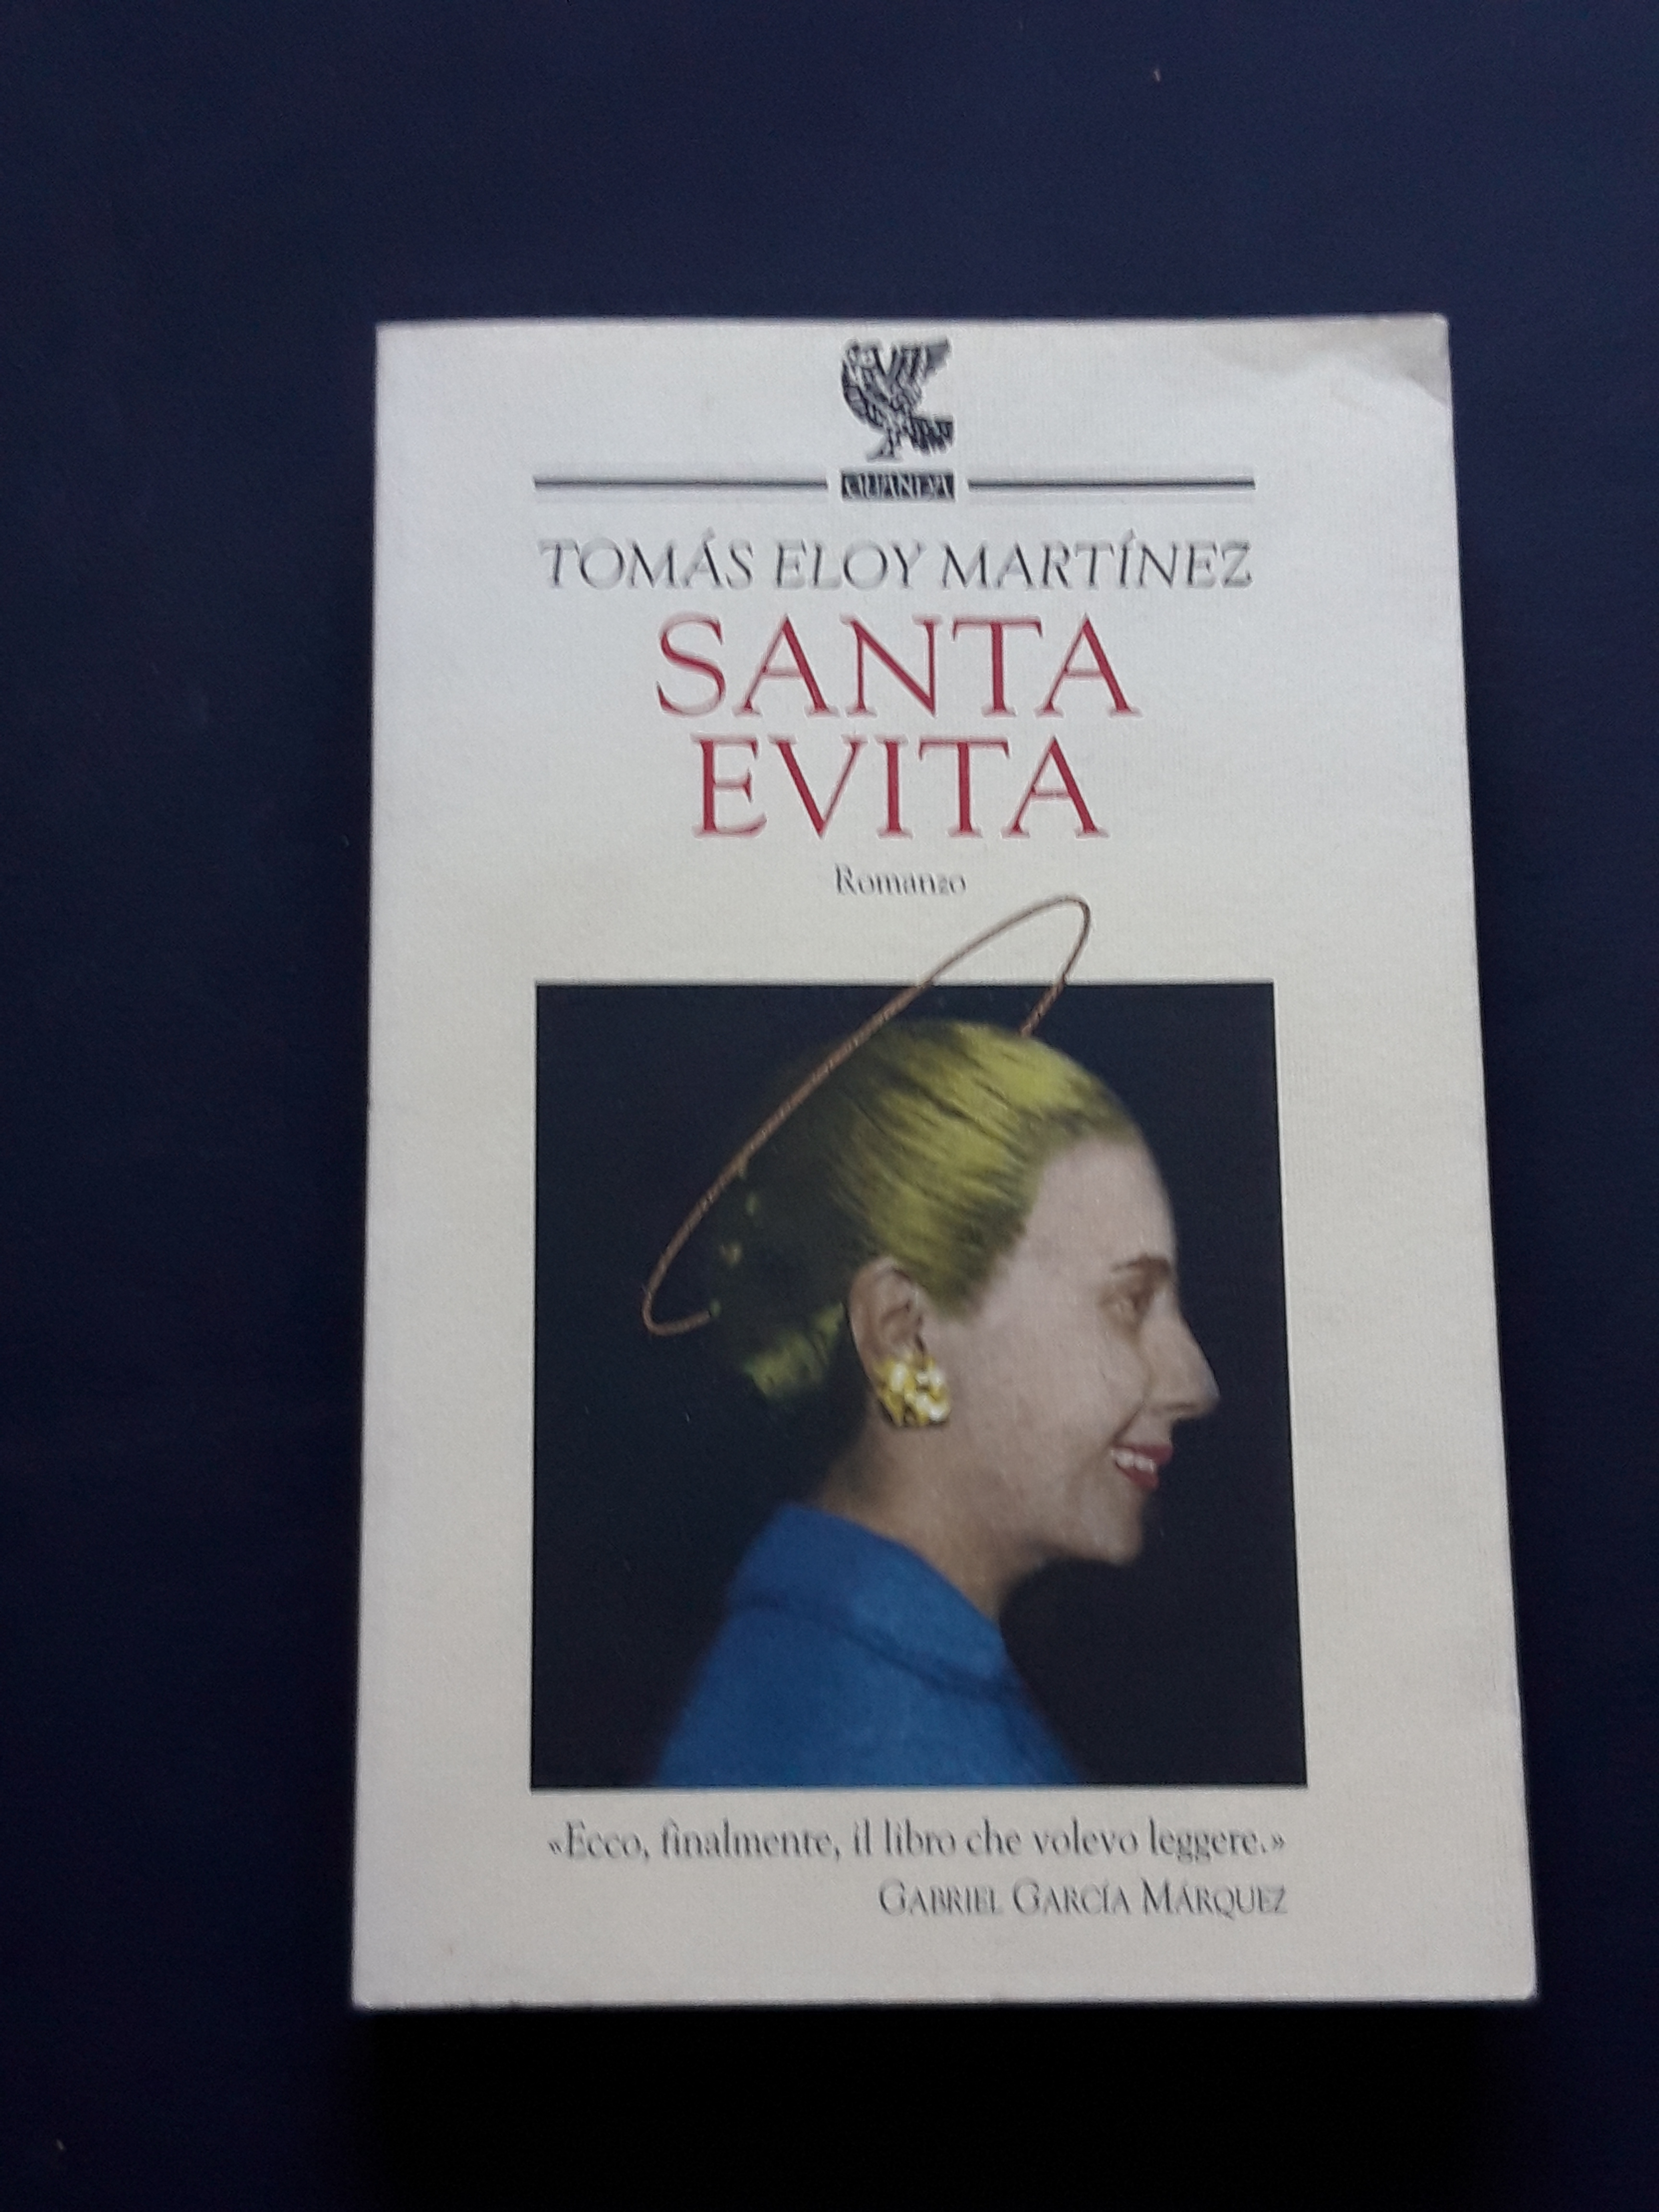 GUANDA
TOMÁS ELOY MARTÍNEZ
SANTA
EVITA
Romanzo
«Ecco, finalmente, il libro che volevo leggere.»
GABRIEL GARCÍA MÁRQUEZ